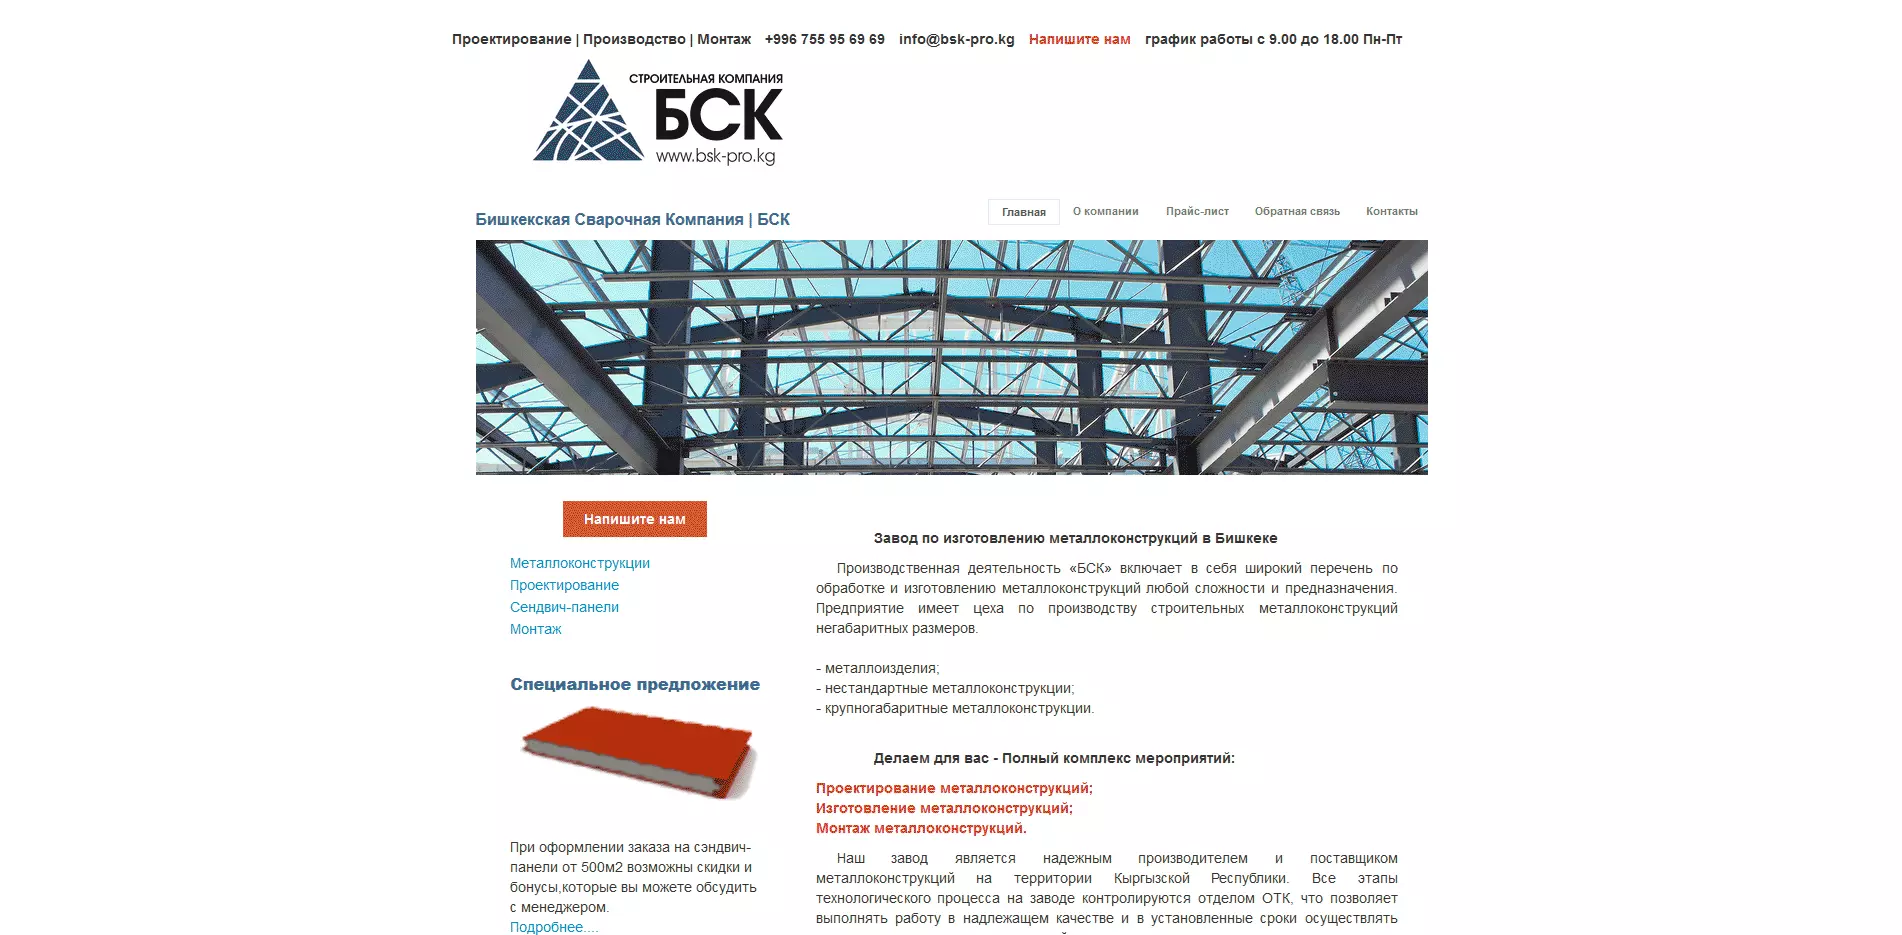 Проектирование | Производство | Монтаж +996 755 95 69 69 info@bsk-pro.kg Напишите нам график работы с 9.00 до 18.00 Пн-Пт
СТРОИТЕЛЬНАЯ КОМПАНИЯ
БСК
www.bsk-pro.kg
Бишкекская Сварочная Компания | БСК
Главная О компании Прайс-лист Обратная связь Контакты
Напишите нам
Металлоконструкции
Проектирование
Сендвич-панели
Монтаж
Специальное предложение
При оформлении заказа на сэндвич-
панели от 500м2 возможны скидки и
бонусы,которые вы можете обсудить
с менеджером.
Подробнее....
Завод по изготовлению металлоконструкций в Бишкеке
Производственная деятельность «БСК» включает в себя широкий перечень по
обработке и изготовлению металлоконструкций любой сложности и предназначения.
Предприятие имеет цеха по производству строительных металлоконструкций
негабаритных размеров.
- металлоизделия;
- нестандартные металлоконструкции;
- крупногабаритные металлоконструкции.
Делаем для вас - Полный комплекс мероприятий:
Проектирование металлоконструкций;
Изготовление металлоконструкций;
Монтаж металлоконструкций.
Наш завод является надежным производителем и поставщиком
металлоконструкций на территории Кыргызской Республики. Все этапы
технологического процесса на заводе контролируются отделом ОТК, что позволяет
выполнять работу в надлежащем качестве и в установленные сроки осуществлять